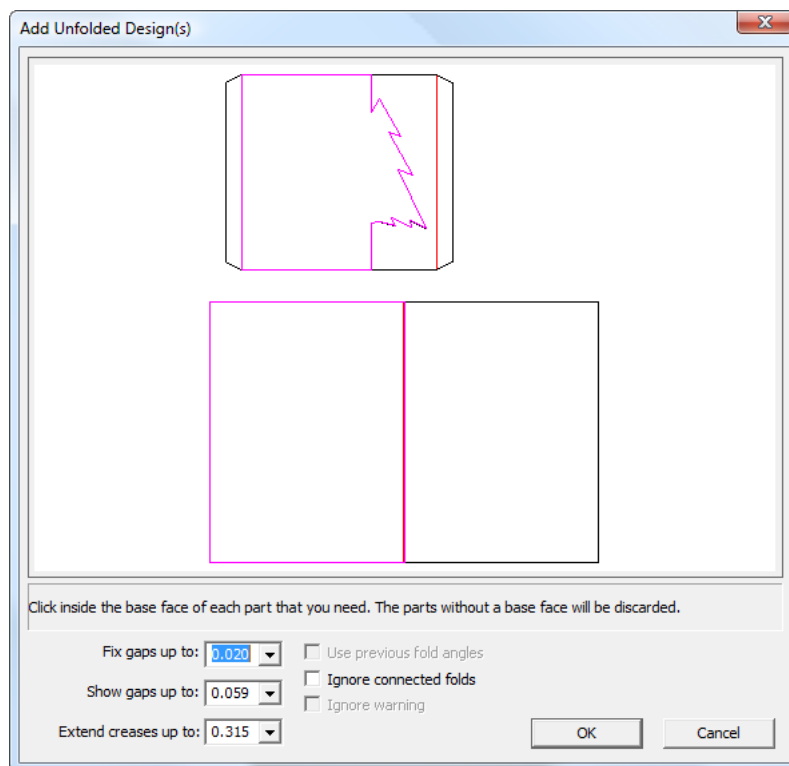 Add Unfolded Design(s)
Click inside the base face of each part that you need. The parts without a base face will be discarded.
Fix gaps up to: 0.020 Use previous fold angles
Show gaps up to: 0.059 Ignore connected folds
Extend creases up to: 0.315 Ignore warning
OK Cancel